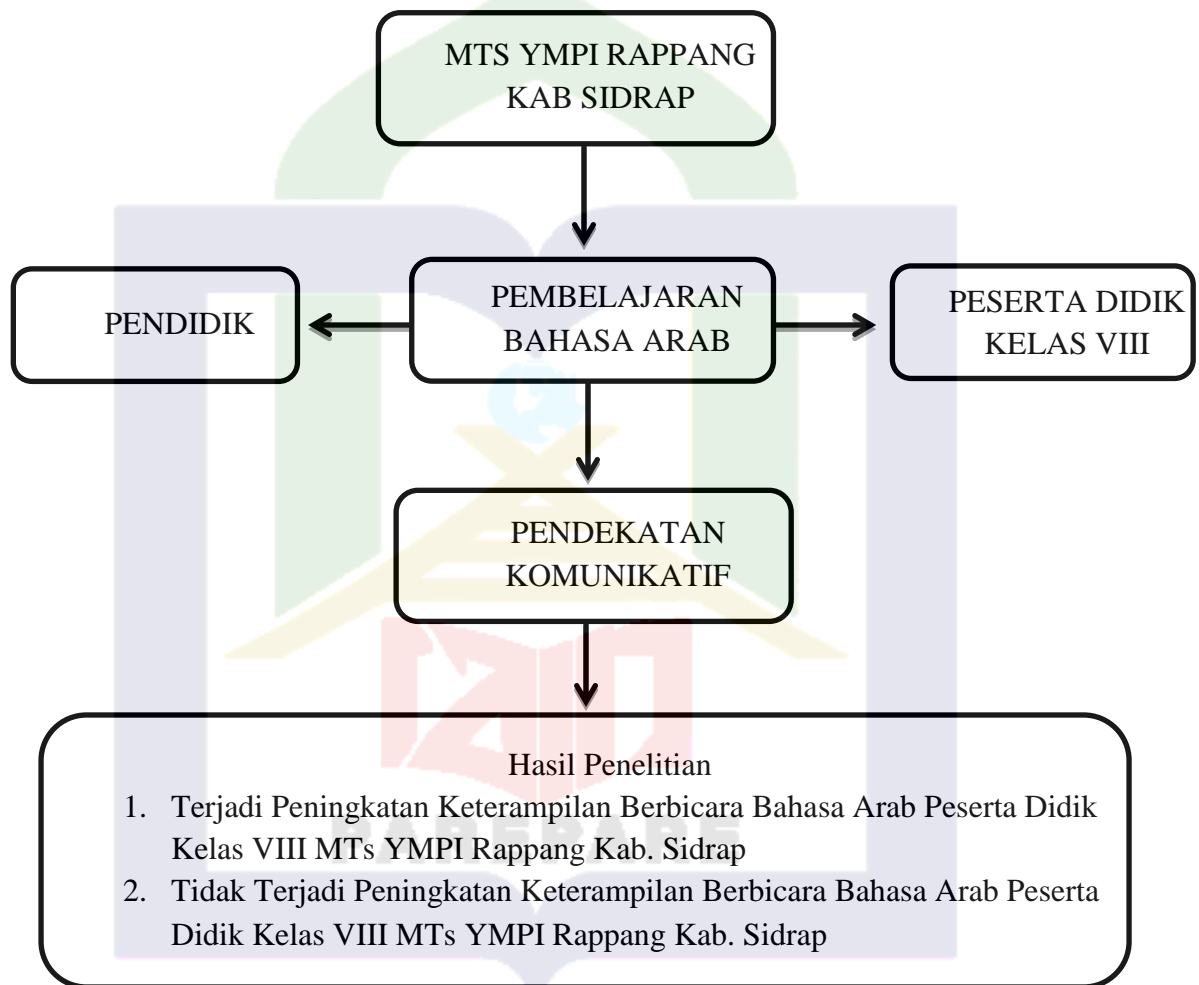 MTS YMPI RAPPANG
KAB SIDRAP
PENDIDIK
PEMBELAJARAN
BAHASA ARAB
PESERTA DIDIK
KELAS VIII
PENDEKATAN
KOMUNIKATIF
Hasil Penelitian
1. Terjadi Peningkatan Keterampilan Berbicara Bahasa Arab Peserta Didik
Kelas VIII MTs YMPI Rappang Kab. Sidrap
2. Tidak Terjadi Peningkatan Keterampilan Berbicara Bahasa Arab Peserta
Didik Kelas VIII MTs YMPI Rappang Kab. Sidrap
PAREPARE